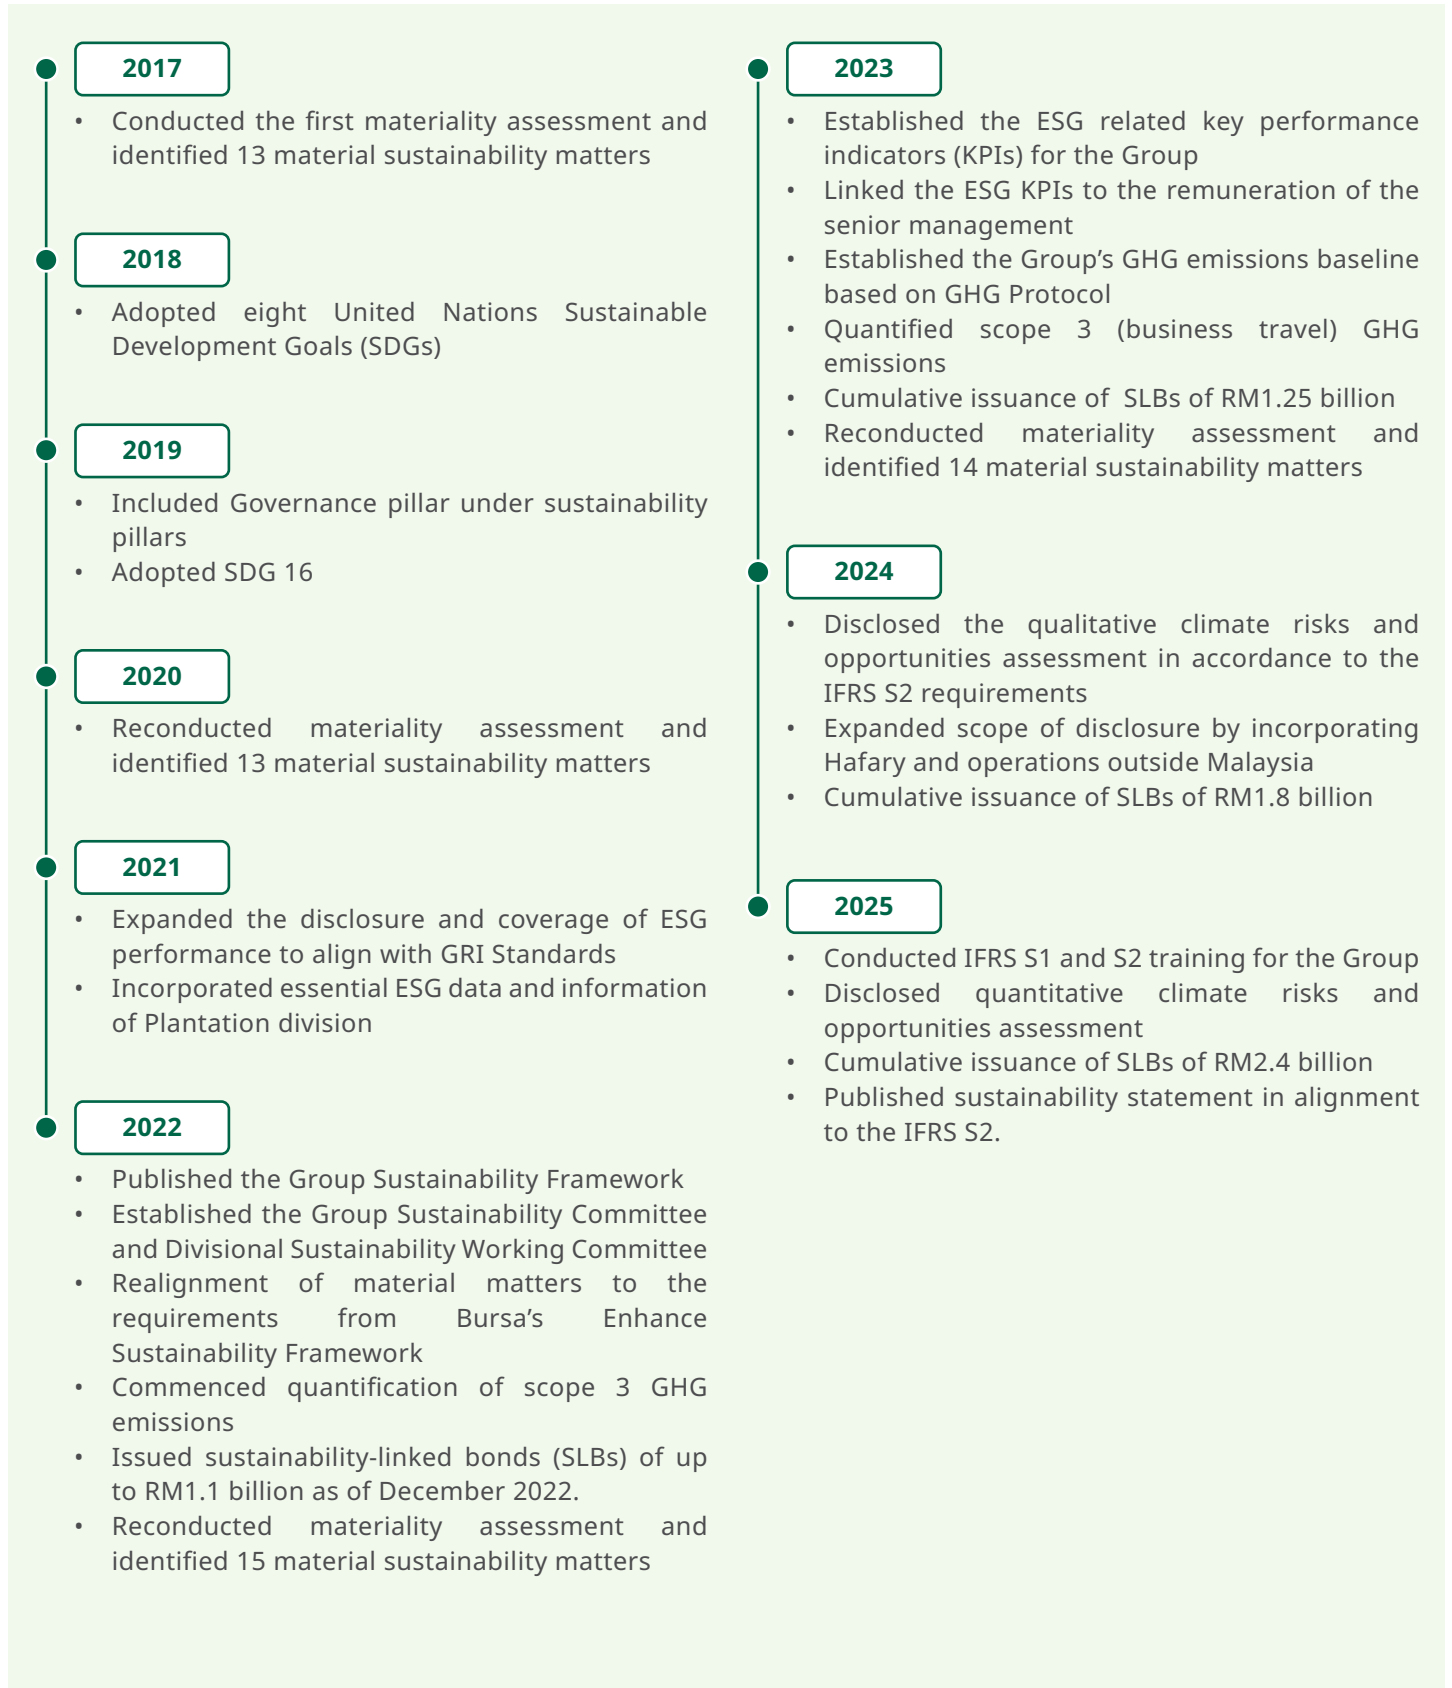 2017
• Conducted the first materiality assessment and
identified 13 material sustainability matters
2018
• Adopted eight United Nations Sustainable
Development Goals (SDGs)
2019
• Included Governance pillar under sustainability
pillars
• Adopted SDG 16
2020
• Reconducted materiality assessment and
identified 13 material sustainability matters
2021
• Expanded the disclosure and coverage of ESG
performance to align with GRI Standards
• Incorporated essential ESG data and information
of Plantation division
2022
• Published the Group Sustainability Framework
• Established the Group Sustainability Committee
and Divisional Sustainability Working Committee
• Realignment of material matters to the
requirements from Bursa’s Enhance
Sustainability Framework
• Commenced quantification of scope 3 GHG
emissions
• Issued sustainability-linked bonds (SLBs) of up
to RM1.1 billion as of December 2022.
• Reconducted materiality assessment and
identified 15 material sustainability matters
2023
• Established the ESG related key performance
indicators (KPIs) for the Group
• Linked the ESG KPIs to the remuneration of the
senior management
• Established the Group’s GHG emissions baseline
based on GHG Protocol
• Quantified scope 3 (business travel) GHG
emissions
• Cumulative issuance of SLBs of RM1.25 billion
• Reconducted materiality assessment and
identified 14 material sustainability matters
2024
• Disclosed the qualitative climate risks and
opportunities assessment in accordance to the
IFRS S2 requirements
• Expanded scope of disclosure by incorporating
Hafary and operations outside Malaysia
• Cumulative issuance of SLBs of RM1.8 billion
2025
• Conducted IFRS S1 and S2 training for the Group
• Disclosed quantitative climate risks and
opportunities assessment
• Cumulative issuance of SLBs of RM2.4 billion
• Published sustainability statement in alignment
to the IFRS S2.